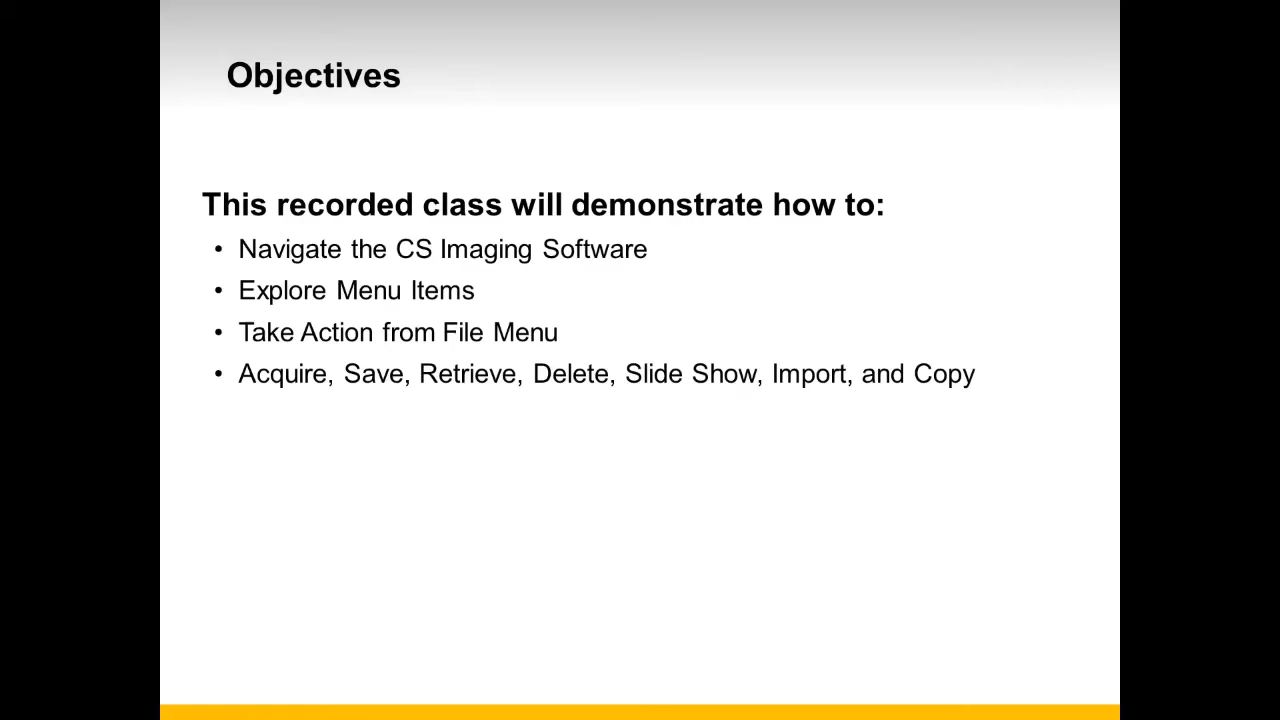 Objectives
This recorded class will demonstrate how to:
• Navigate the CS Imaging Software
• Explore Menu Items
• Take Action from File Menu
• Acquire, Save, Retrieve, Delete, Slide Show, Import, and Copy